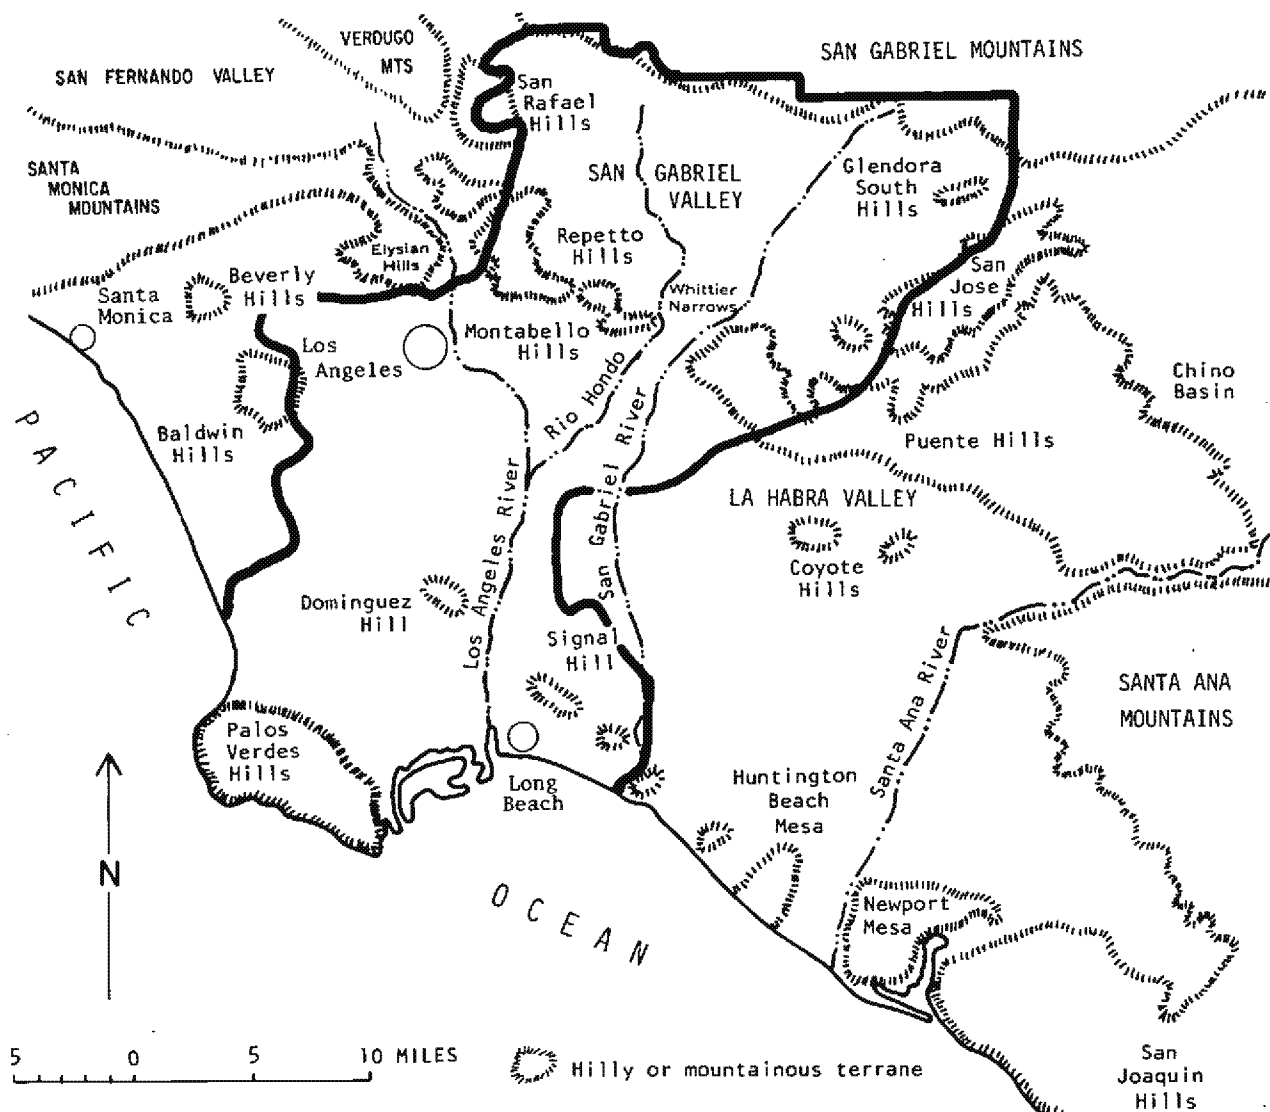 VERDUGO
MTS
SAN GABRIEL MOUNTAINS
SAN FERNANDO VALLEY
San
Rafael
Hills
SANTA
MONICA
MOUNTAINS
SAN GABRIEL
VALLEY
Glendora
South
Hills
Elysian
Hills
Repetto
Hills
Beverly
Hills
Santa
Monica
San
Jose
Hills
Whittier
Narrows
Montabello
Hills
Los
Angeles
Rio Hondo
Chino
Basin
Baldwin
Hills
Puente Hills
PACIFIC
Los Angeles River
San Gabriel River
LA HABRA VALLEY
Coyote
Hills
Dominguez
Hill
Signal
Hill
Santa Ana River
SANTA ANA
MOUNTAINS
Palos
Verdes
Hills
Long
Beach
Huntington
Beach
Mesa
N
OCEAN
Newport
Mesa
5 0 5 10 MILES
Hilly or mountainous terrane
San
Joaquin
Hills